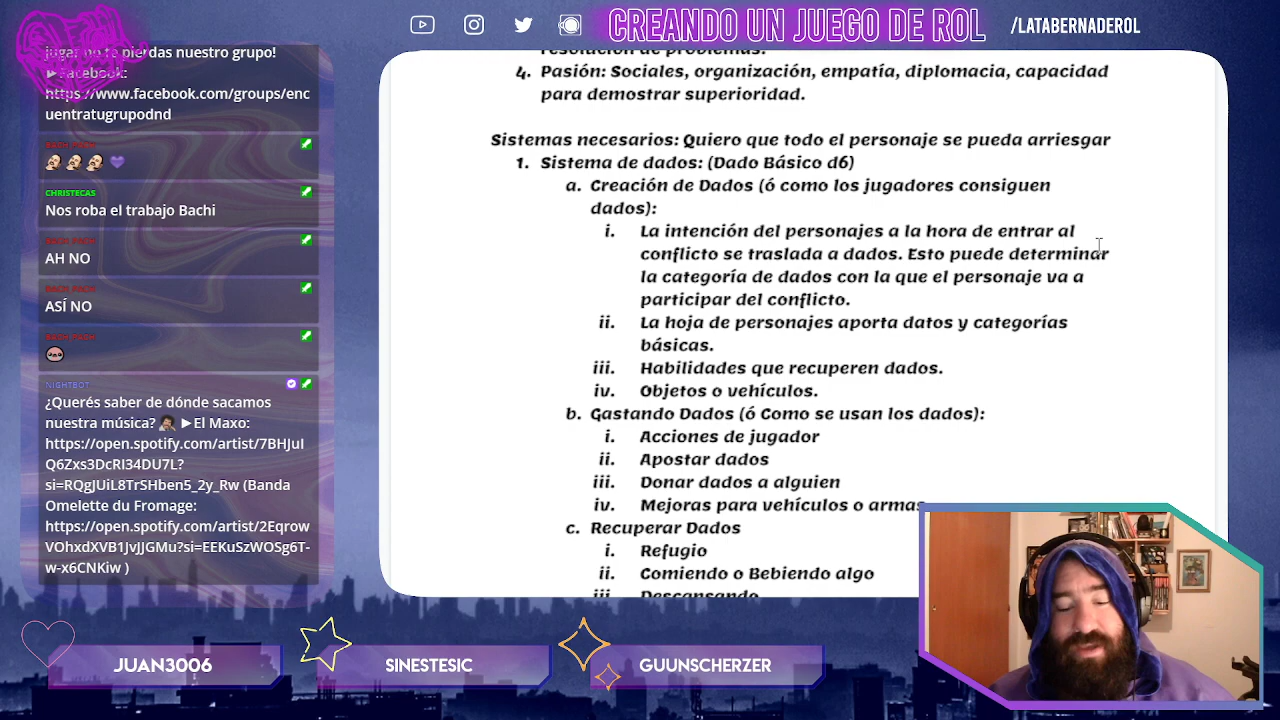 CREANDO UN JUEGO DE ROL
/LATABERNADEROL
jugar no te pierdas nuestro grupo!
►Facebook:
https://www.facebook.com/groups/enc
uentratugrupodnd
CHRISTECAS
Nos roba el trabajo Bachi
AH NO
ASÍ NO
NIGHTBOT
¿Querés saber de dónde sacamos
nuestra música? ►El Maxo:
https://open.spotify.com/artist/7BHJuI
Q6Zxs3DcRI34DU7L?
si=RQgJUiL8TrSHben5_2y_Rw (Banda
Omelette du Fromage:
https://open.spotify.com/artist/2Eqrow
VOhxdXVB1JvJJGMu?si=EEKuSzWOSg6T-
w-x6CNKiw )
resolución de problemas.
4. Pasión: Sociales, organización, empatía, diplomacia, capacidad
para demostrar superioridad.
Sistemas necesarios: Quiero que todo el personaje se pueda arriesgar
1. Sistema de dados: (Dado Básico d6)
a. Creación de Dados (ó como los jugadores consiguen
dados):
i. La intención del personajes a la hora de entrar al
conflicto se traslada a dados. Esto puede determinar
la categoría de dados con la que el personaje va a
participar del conflicto.
ii. La hoja de personajes aporta datos y categorías
básicas.
iii. Habilidades que recuperen dados.
iv. Objetos o vehículos.
b. Gastando Dados (ó Como se usan los dados):
i. Acciones de jugador
ii. Apostar dados
iii. Donar dados a alguien
iv. Mejoras para vehículos o armas
c. Recuperar Dados
i. Refugio
ii. Comiendo o Bebiendo algo
iii. Descansando
JUAN3006
SINESTESIC
GUUNSCHERZER